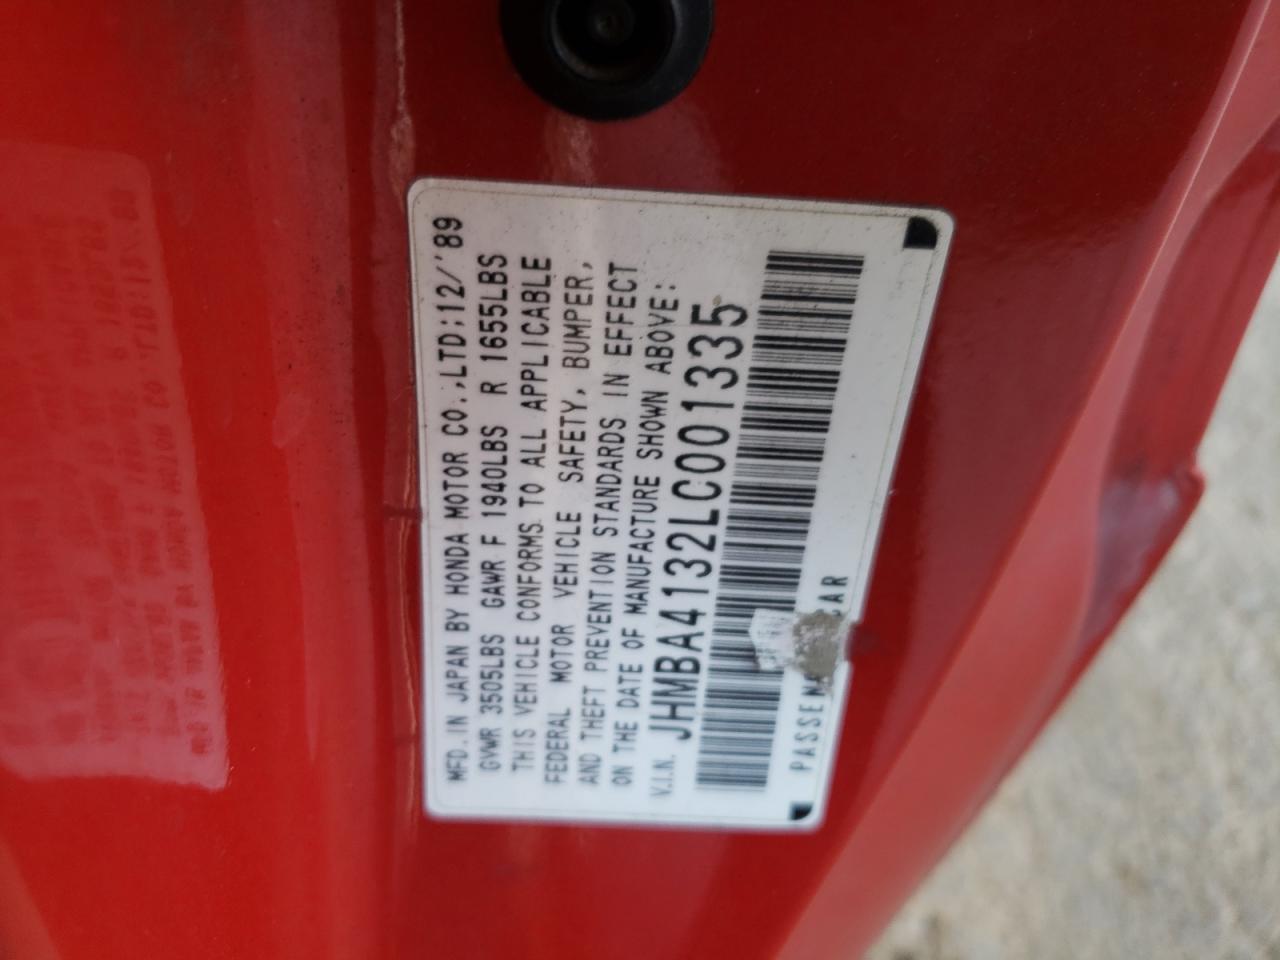 MFD. IN JAPAN BY HONDA MOTOR CO.,LTD:12/'89
GVWR 3505LBS GAWR F 1940LBS R 1655LBS
THIS VEHICLE CONFORMS TO ALL APPLICABLE
FEDERAL MOTOR VEHICLE SAFETY, BUMPER,
AND THEFT PREVENTION STANDARDS IN EFFECT
ON THE DATE OF MANUFACTURE SHOWN ABOVE:
V.I.N. JHMBA4132LC001335
PASSEN CAR